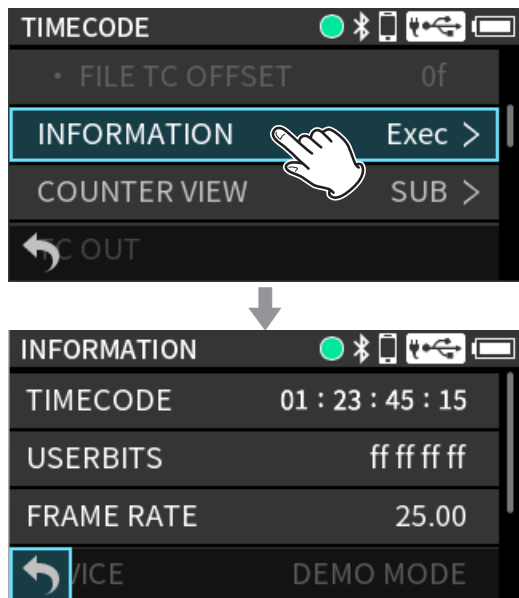 TIMECODE
• FILE TC OFFSET 0f
INFORMATION Exec >
COUNTER VIEW SUB >
TC OUT
INFORMATION
TIMECODE 01 : 23 : 45 : 15
USERBITS ff ff ff ff
FRAME RATE 25.00
VICE DEMO MODE